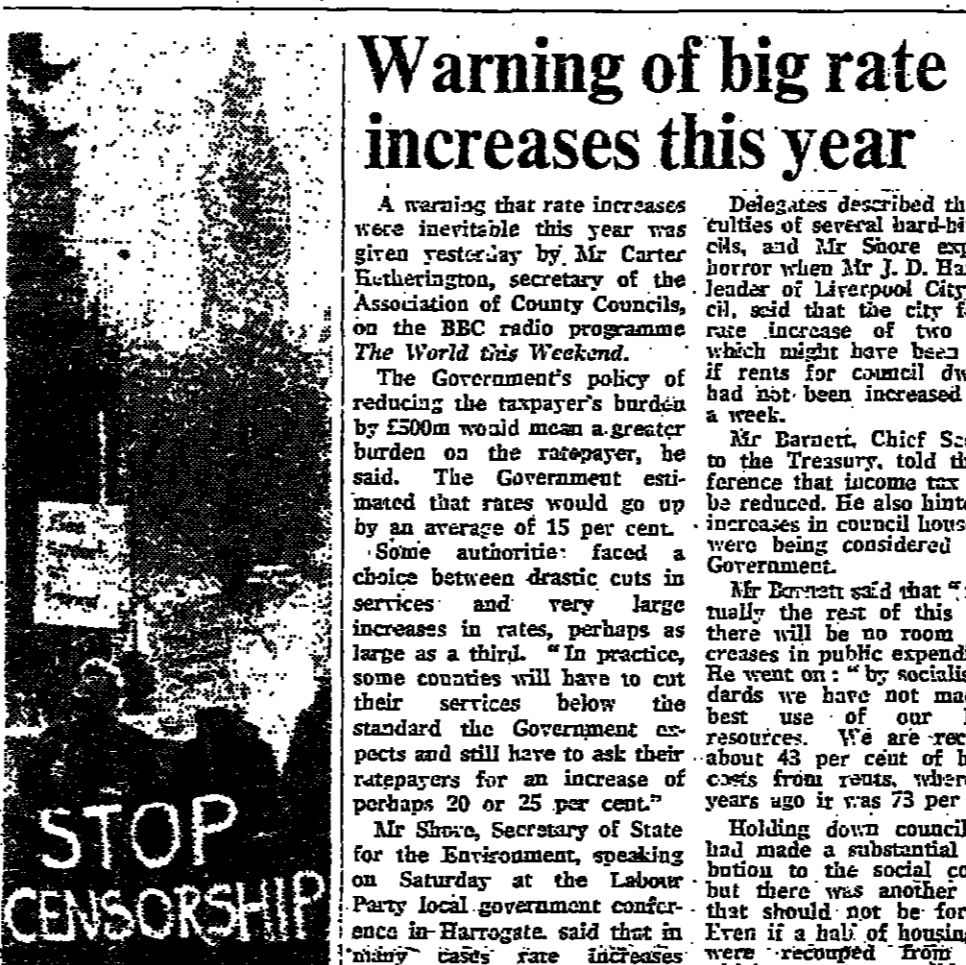 Warning of big rate
increases this year
A warning that rate increases
were inevitable this year was
given yesterday by Mr Carter
Hetherington, secretary of the
Association of County Councils,
on the BBC radio programme
The World this Weekend.
The Government's policy of
reducing the taxpayer's burden
by £500m would mean a greater
burden on the ratepayer, he
said. The Government esti-
mated that rates would go up
by an average of 15 per cent.
Some authorities faced a
choice between drastic cuts in
services and very large
increases in rates, perhaps as
large as a third. "In practice,
some counties will have to cut
their services below the
standard the Government ex-
pects and still have to ask their
ratepayers for an increase of
perhaps 20 or 25 per cent."
Mr Shore, Secretary of State
for the Environment, speaking
on Saturday at the Labour
Party local government confer-
ence in Harrogate. said that in
many cases rate increases
Delegates described th
culties of several hard-bi
cils, and Mr Shore exp
horror when Mr J. D. Ha
leader of Liverpool City
cil, said that the city f
rate increase of two
which might have been
if rents for council dw
had not been increased
a week.
Mr Barnett, Chief Se
to the Treasury, told th
ference that income tax
be reduced. He also hint
increases in council hous
were being considered
Government.
Mr Barnett said that "
tually the rest of this
there will be no room
creases in public expendi
He went on: "by socialis
dards we have not ma
best use of our
resources. We are rec
about 43 per cent of h
costs from rents, wher
years ago it was 73 per
Holding down council
had made a substantial
bution to the social co
but there was another
that should not be for
Even if a half of housing
were recouped from
Free
STOP
CENSORSHIP